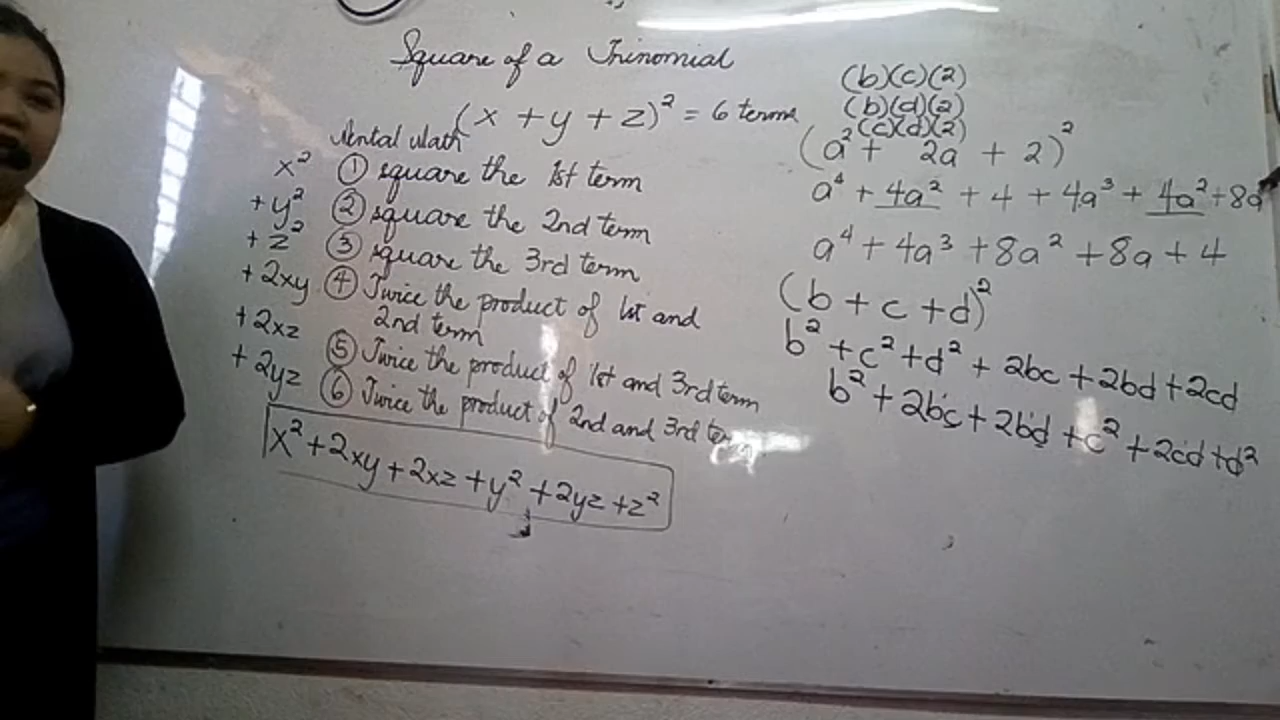 Square of a Trinomial
(x + y + z)² = 6 terms
Mental Math
x² ① square the 1st term
+ y² ② square the 2nd term
+ z² ③ square the 3rd term
+ 2xy ④ Twice the product of 1st and
2nd term
+ 2xz ⑤ Twice the product of 1st and 3rd term
+ 2yz ⑥ Twice the product of 2nd and 3rd term
x² + 2xy + 2xz + y² + 2yz + z²
(b)(c)(2)
(b)(d)(2)
(c)(d)(2)
(a² + 2a + 2)²
a⁴ + 4a² + 4 + 4a³ + 4a² + 8a
a⁴ + 4a³ + 8a² + 8a + 4
(b + c + d)²
b² + c² + d² + 2bc + 2bd + 2cd
b² + 2bc + 2bd + c² + 2cd + d²